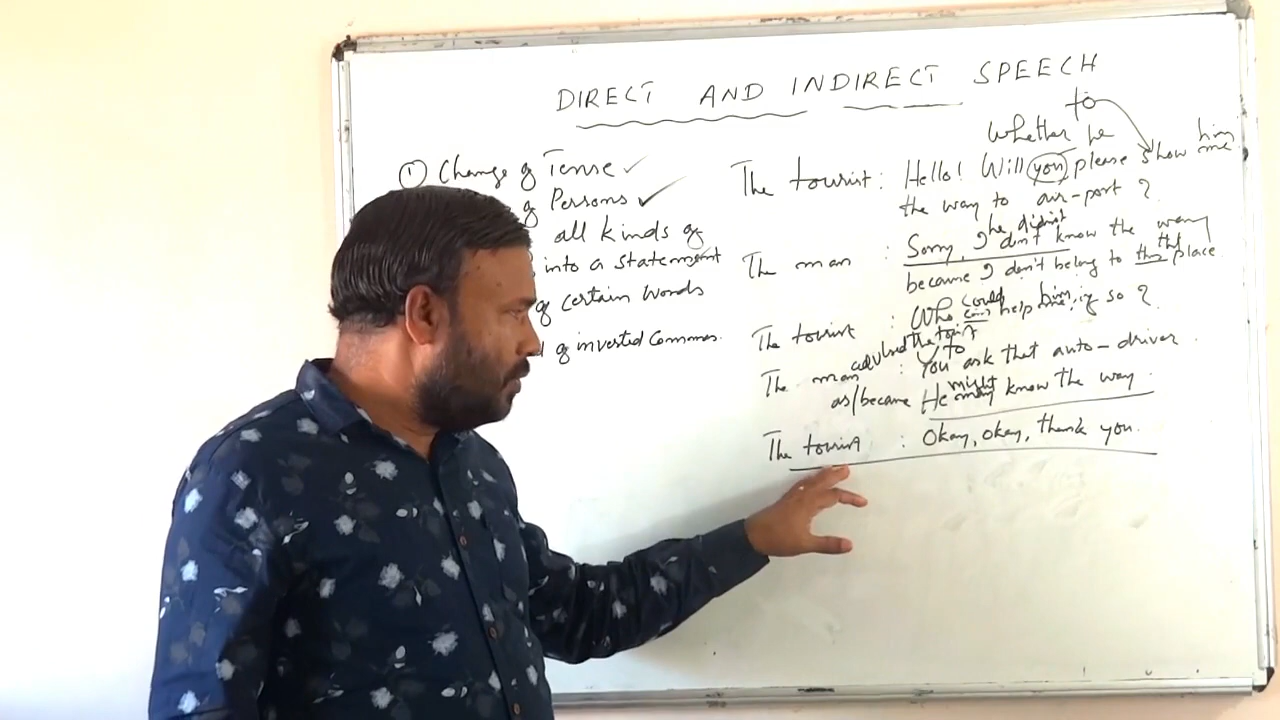 DIRECT AND INDIRECT SPEECH
① Change of Tense ✓
of Persons ✓
all kinds of
into a statement
of certain words
of inverted Commas.
to
whether he
him
The tourist : Hello! Will you please show me
the way to air-port ?
he didn't
The man : Sorry, I don't know the way
that
because I don't belong to this place.
could him
The tourist : Who can help me, if so ?
advised the tourist
to
The man : You ask that auto-driver.
might
as/because He may know the way.
The tourist : Okay, okay, thank you.